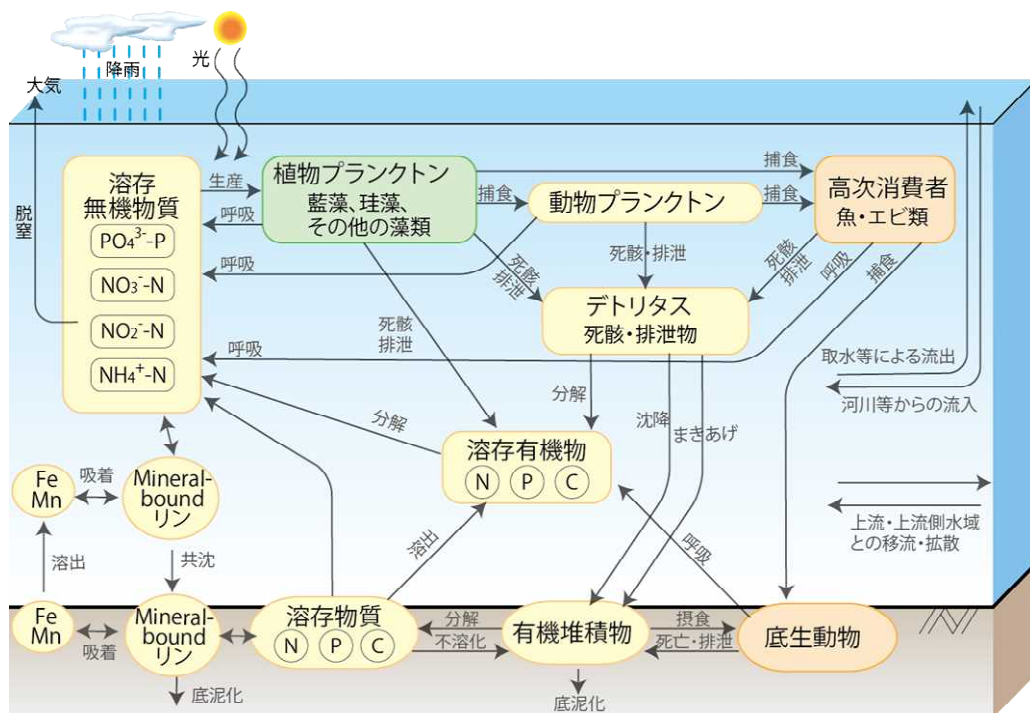 降雨
光
大気
脱窒
溶存
無機物質
PO₄³⁻-P
NO₃⁻-N
NO₂⁻-N
NH₄⁺-N
生産
呼吸
植物プランクトン
藍藻、珪藻、
その他の藻類
捕食
動物プランクトン
捕食
捕食
高次消費者
魚・エビ類
呼吸
死骸
排泄
死骸・排泄
死骸
排泄
呼吸
捕食
デトリタス
死骸・排泄物
呼吸
死骸
排泄
分解
分解
沈降
まきあげ
取水等による流出
河川等からの流入
溶存有機物
N P C
Fe
Mn
吸着
Mineral-
bound
リン
上流・上流側水域
との移流・拡散
溶出
共沈
溶出
呼吸
Fe
Mn
吸着
Mineral-
bound
リン
溶存物質
N P C
分解
不溶化
有機堆積物
摂食
死亡・排泄
底生動物
底泥化
底泥化